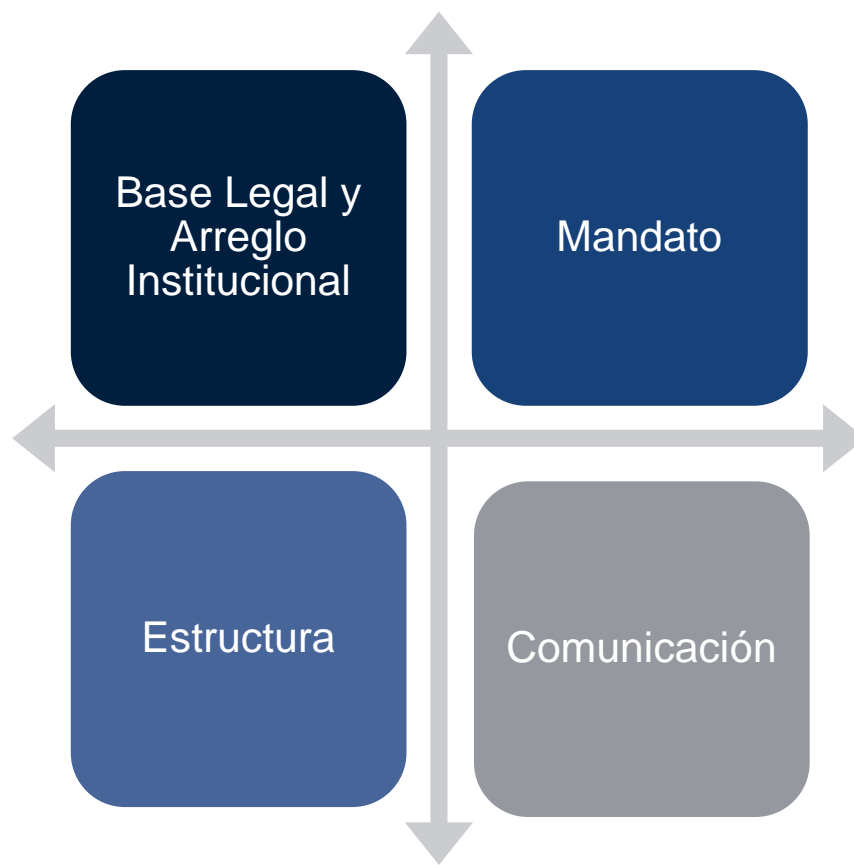 Base Legal y
Arreglo
Institucional
Mandato
Estructura
Comunicación